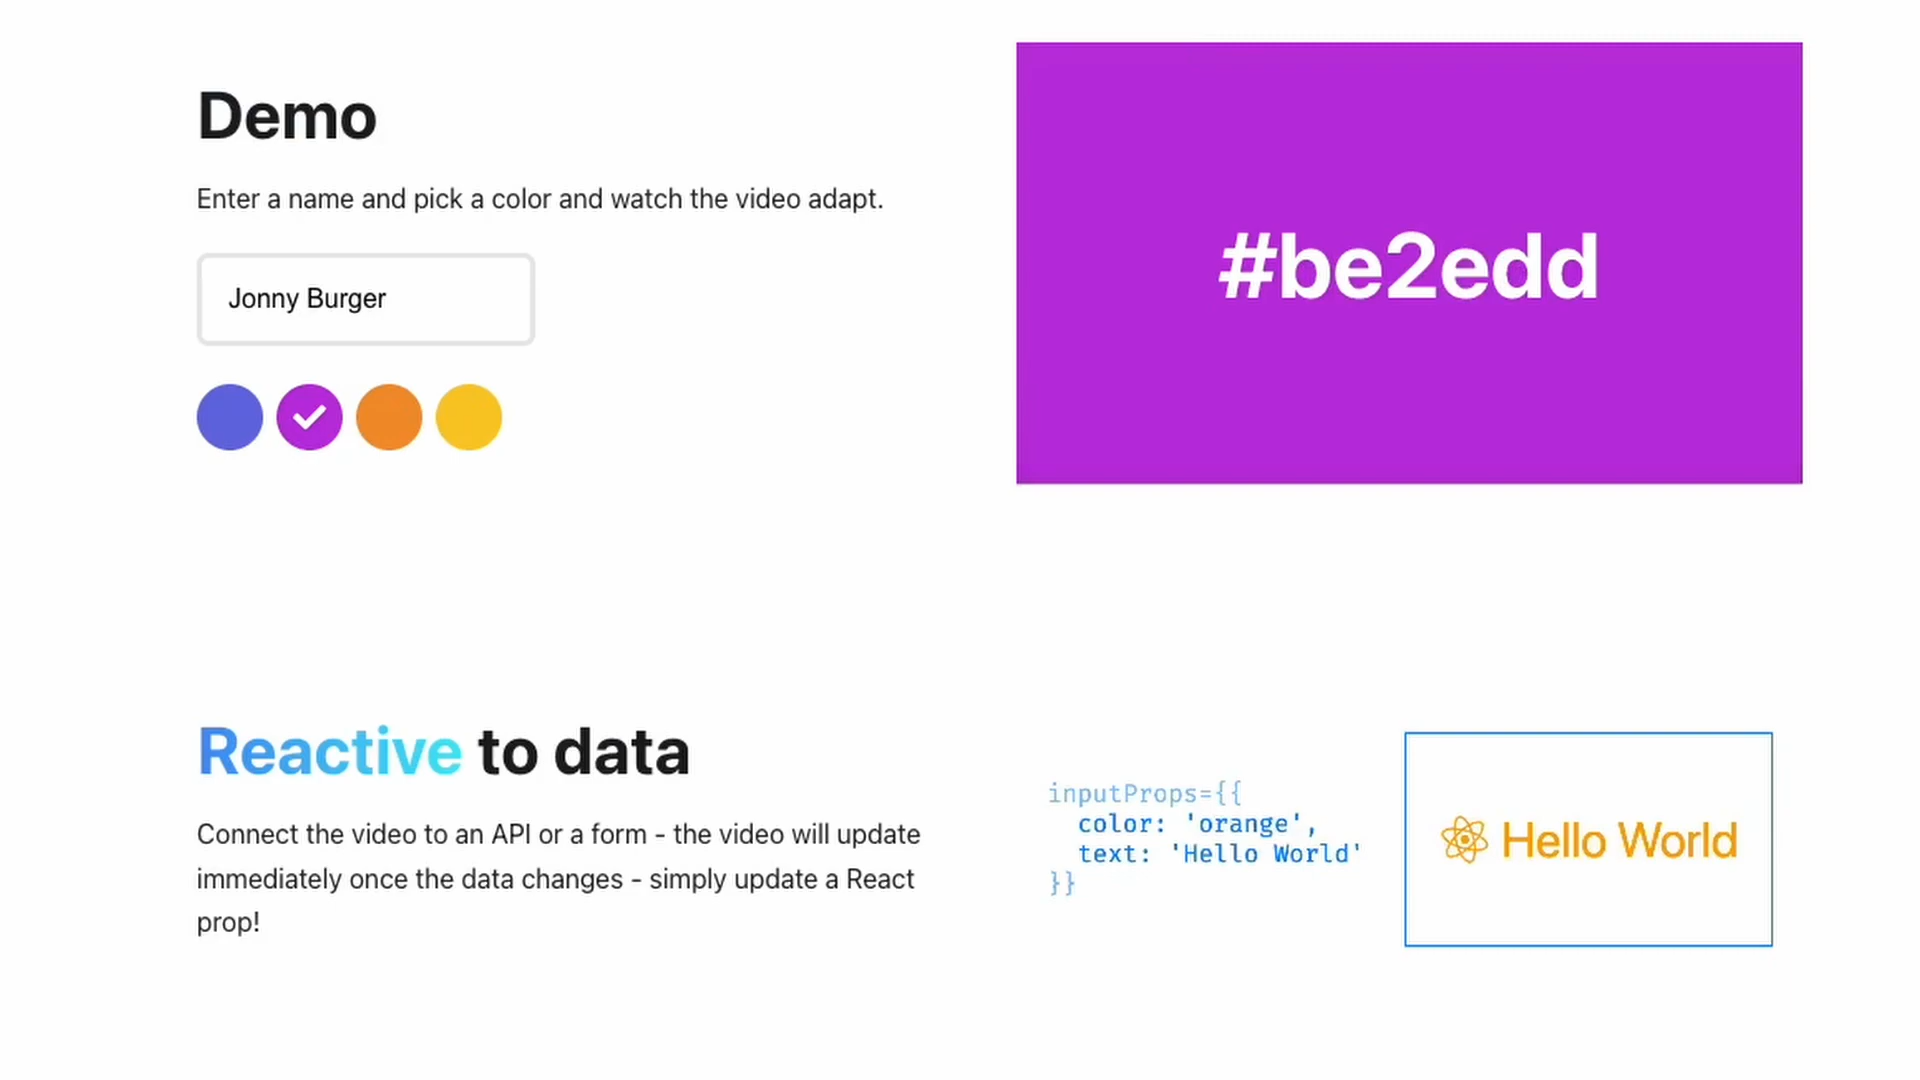 Demo
Enter a name and pick a color and watch the video adapt.
Jonny Burger
#be2edd
Reactive to data
Connect the video to an API or a form - the video will update
immediately once the data changes - simply update a React
prop!
inputProps={{
  color: 'orange',
  text: 'Hello World'
}}
Hello World